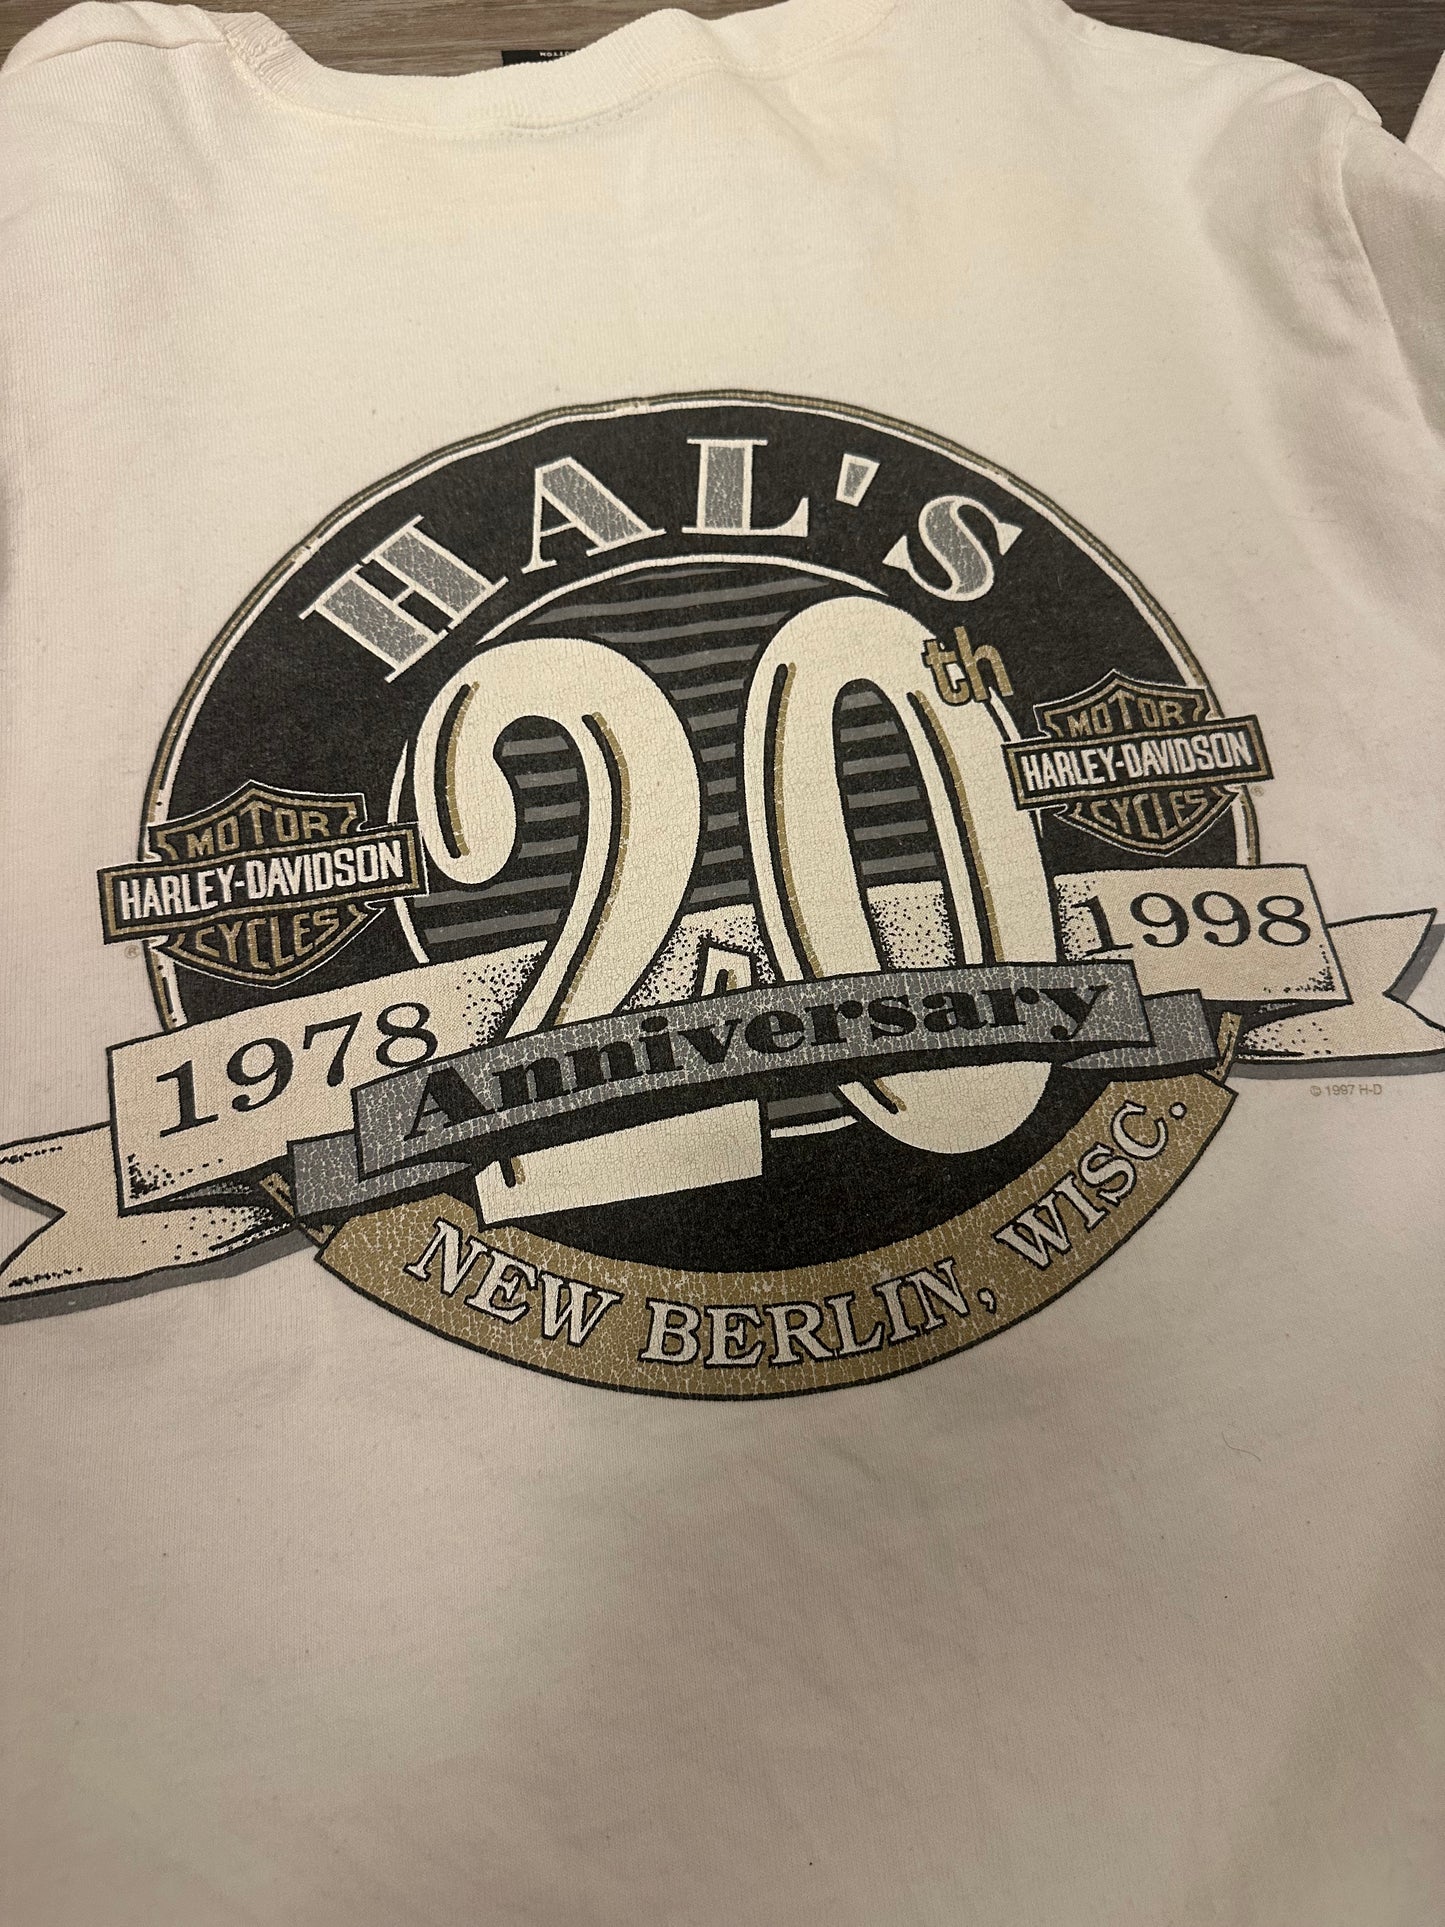 HAL'S
20th
MOTOR
HARLEY-DAVIDSON
CYCLES
®
MOTOR
HARLEY-DAVIDSON
CYCLES
®
1978
1998
Anniversary
© 1997 H-D
NEW BERLIN, WISC.